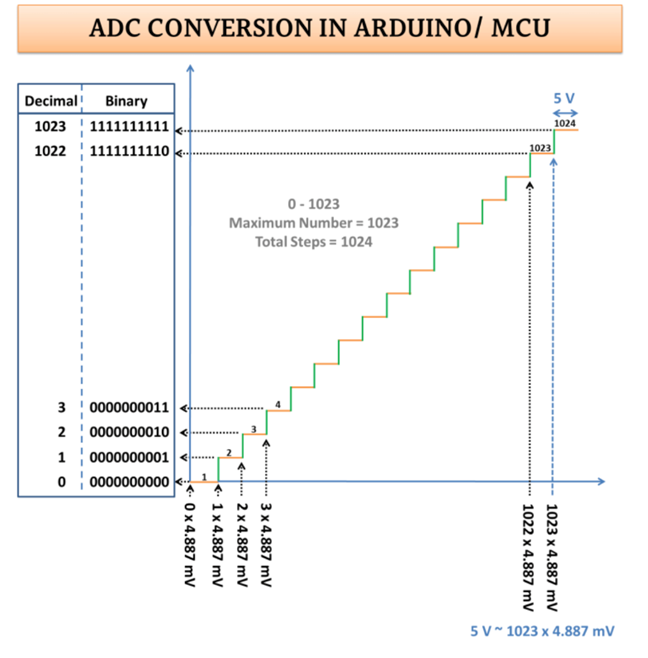 ADC CONVERSION IN ARDUINO/ MCU
Decimal Binary
1023 1111111111
1022 1111111110
3 0000000011
2 0000000010
1 0000000001
0 0000000000
5 V
1024
1023
0 - 1023
Maximum Number = 1023
Total Steps = 1024
4
3
2
1
0 x 4.887 mV
1 x 4.887 mV
2 x 4.887 mV
3 x 4.887 mV
1022 x 4.887 mV
1023 x 4.887 mV
5 V ~ 1023 x 4.887 mV